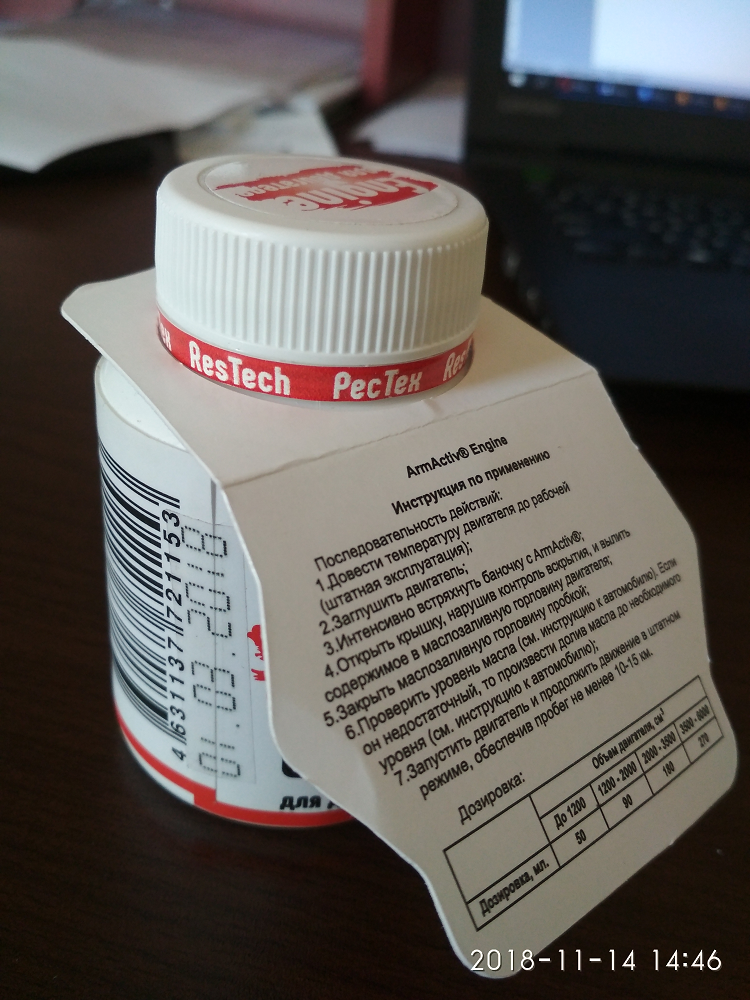 Engine
ResTech РесТех Res
ArmActiv® Engine
Инструкция по применению
Последовательность действий:
1.Довести температуру двигателя до рабочей
(штатная эксплуатация);
2.Заглушить двигатель;
3.Интенсивно встряхнуть баночку с ArmActiv®;
4.Открыть крышку, нарушив контроль вскрытия, и вылить
содержимое в маслозаливную горловину двигателя;
5.Закрыть маслозаливную горловину пробкой;
6.Проверить уровень масла (см. инструкцию к автомобилю). Если
он недостаточный, то произвести долив масла до необходимого
уровня (см. инструкцию к автомобилю);
7.Запустить двигатель и продолжить движение в штатном
режиме, обеспечив пробег не менее 10-15 км.
Дозировка:
Объем двигателя, см³
До 1200 1200 - 2000 2000 - 3500 3500 - 6000
Дозировка, мл. 50 90 180 270
4 631137 721153
01.03.2018
для
2018-11-14 14:46